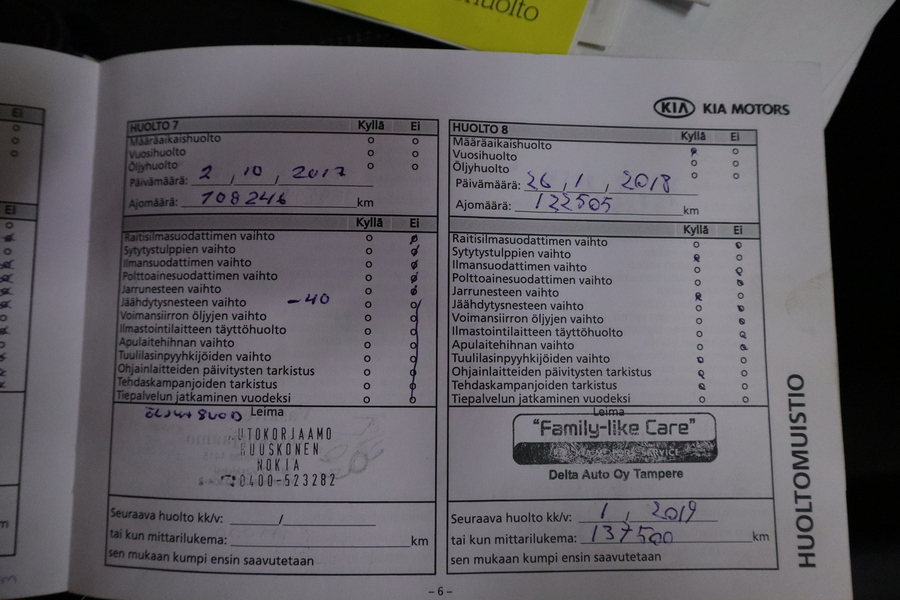 huolto
KIA KIA MOTORS
Ei
Ei
HUOLTO 7 Kyllä Ei
Määräaikaishuolto
Vuosihuolto
Öljyhuolto
Päivämäärä: 2 , 10 , 2017
Ajomäärä: 108246 km
Kyllä Ei
Raitisilmasuodattimen vaihto
Sytytystulppien vaihto
Ilmansuodattimen vaihto
Polttoainesuodattimen vaihto
Jarrunesteen vaihto
Jäähdytysnesteen vaihto -40
Voimansiirron öljyjen vaihto
Ilmastointilaitteen täyttöhuolto
Apulaitehihnan vaihto
Tuulilasinpyyhkijöiden vaihto
Ohjainlaitteiden päivitysten tarkistus
Tehdaskampanjoiden tarkistus
Tiepalvelun jatkaminen vuodeksi
Leima
UTOKORJAAMO
RUUSKONEN
NOKIA
0400-523282
Seuraava huolto kk/v: /
tai kun mittarilukema: km
sen mukaan kumpi ensin saavutetaan
HUOLTO 8 Kyllä Ei
Määräaikaishuolto
Vuosihuolto
Öljyhuolto
Päivämäärä: 26 , 1 , 2018
Ajomäärä: 122505 km
Kyllä Ei
Raitisilmasuodattimen vaihto
Sytytystulppien vaihto
Ilmansuodattimen vaihto
Polttoainesuodattimen vaihto
Jarrunesteen vaihto
Jäähdytysnesteen vaihto
Voimansiirron öljyjen vaihto
Ilmastointilaitteen täyttöhuolto
Apulaitehihnan vaihto
Tuulilasinpyyhkijöiden vaihto
Ohjainlaitteiden päivitysten tarkistus
Tehdaskampanjoiden tarkistus
Tiepalvelun jatkaminen vuodeksi
Leima
"Family-like Care"
Delta Auto Oy Tampere
Seuraava huolto kk/v: 1 / 2019
tai kun mittarilukema: 137500 km
sen mukaan kumpi ensin saavutetaan
HUOLTOMUISTIO
- 6 -